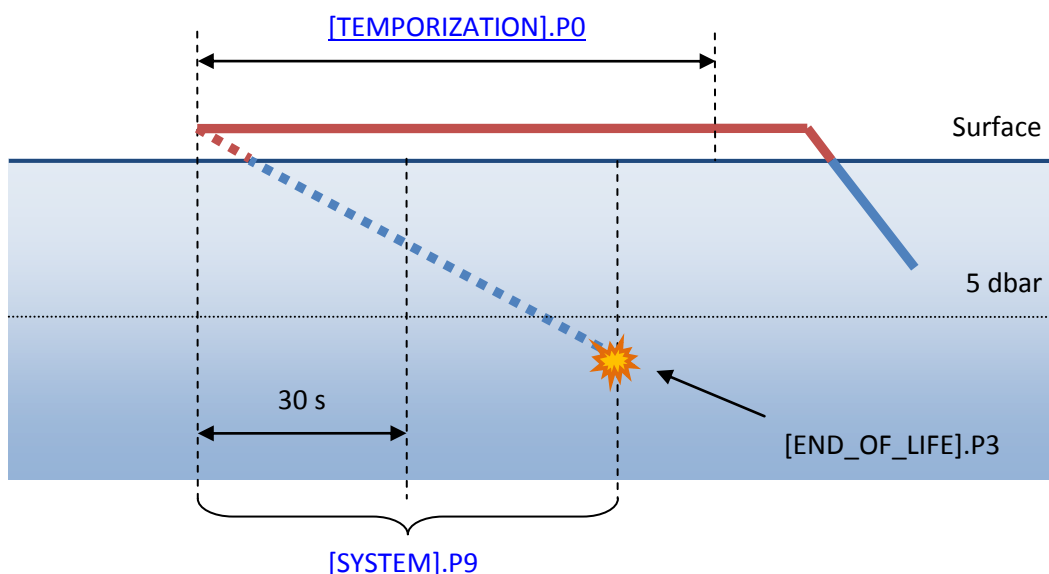 [TEMPORIZATION].P0
Surface
5 dbar
30 s
[END_OF_LIFE].P3
[SYSTEM].P9